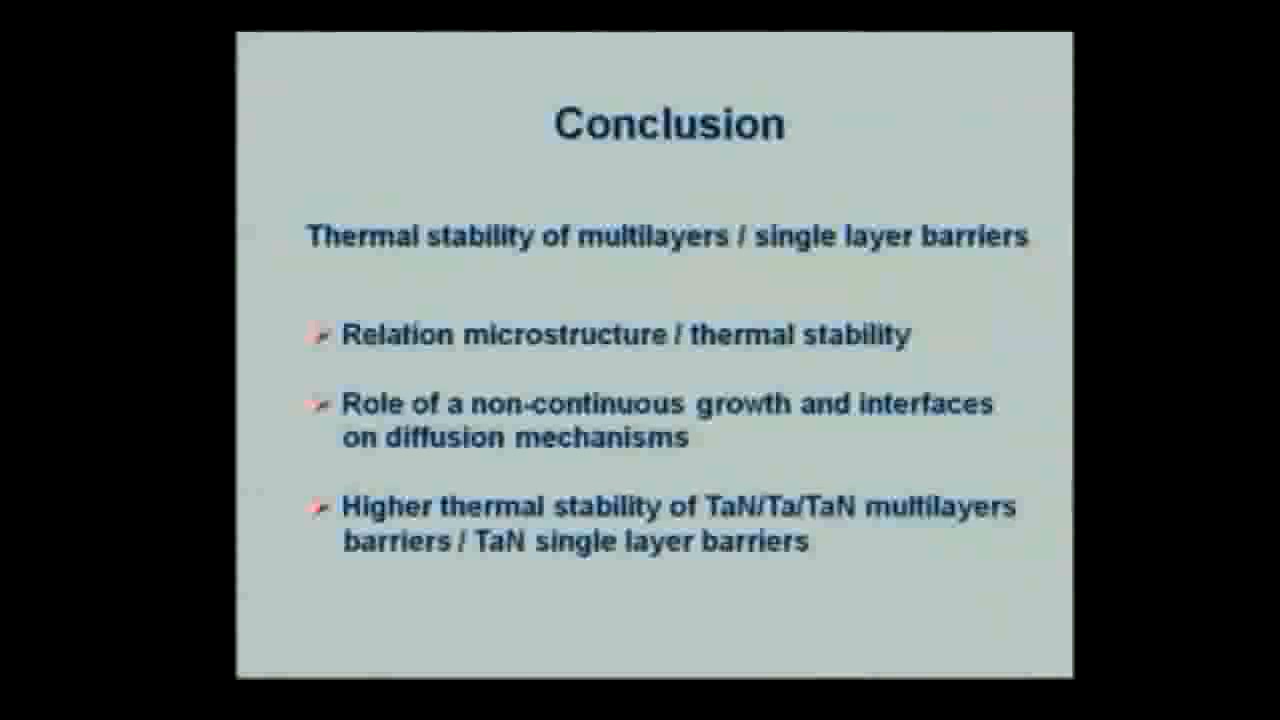 Conclusion
Thermal stability of multilayers / single layer barriers
Relation microstructure / thermal stability
Role of a non-continuous growth and interfaces
on diffusion mechanisms
Higher thermal stability of TaN/Ta/TaN multilayers
barriers / TaN single layer barriers